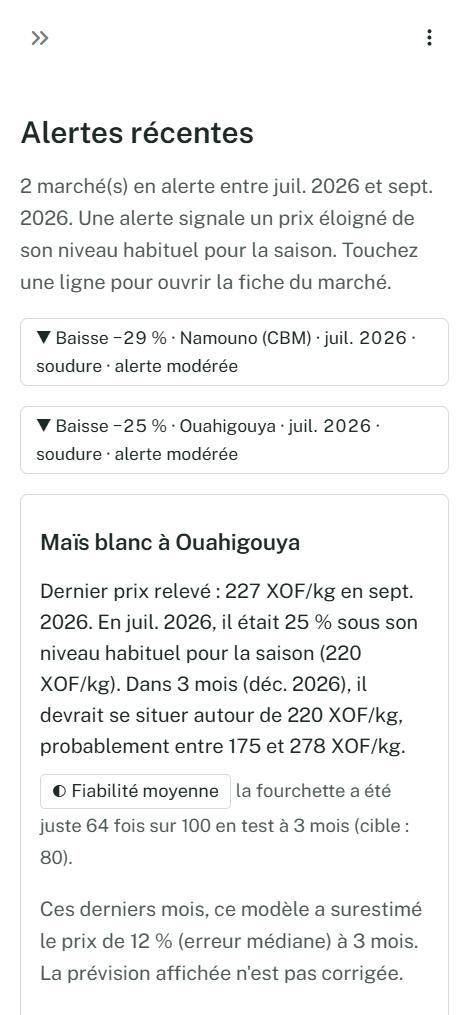 Alertes récentes
2 marché(s) en alerte entre juil. 2026 et sept.
2026. Une alerte signale un prix éloigné de
son niveau habituel pour la saison. Touchez
une ligne pour ouvrir la fiche du marché.
▼ Baisse −29 % · Namouno (CBM) · juil. 2026 ·
soudure · alerte modérée
▼ Baisse −25 % · Ouahigouya · juil. 2026 ·
soudure · alerte modérée
Maïs blanc à Ouahigouya
Dernier prix relevé : 227 XOF/kg en sept.
2026. En juil. 2026, il était 25 % sous son
niveau habituel pour la saison (220
XOF/kg). Dans 3 mois (déc. 2026), il
devrait se situer autour de 220 XOF/kg,
probablement entre 175 et 278 XOF/kg.
◐ Fiabilité moyenne la fourchette a été
juste 64 fois sur 100 en test à 3 mois (cible :
80).
Ces derniers mois, ce modèle a surestimé
le prix de 12 % (erreur médiane) à 3 mois.
La prévision affichée n'est pas corrigée.